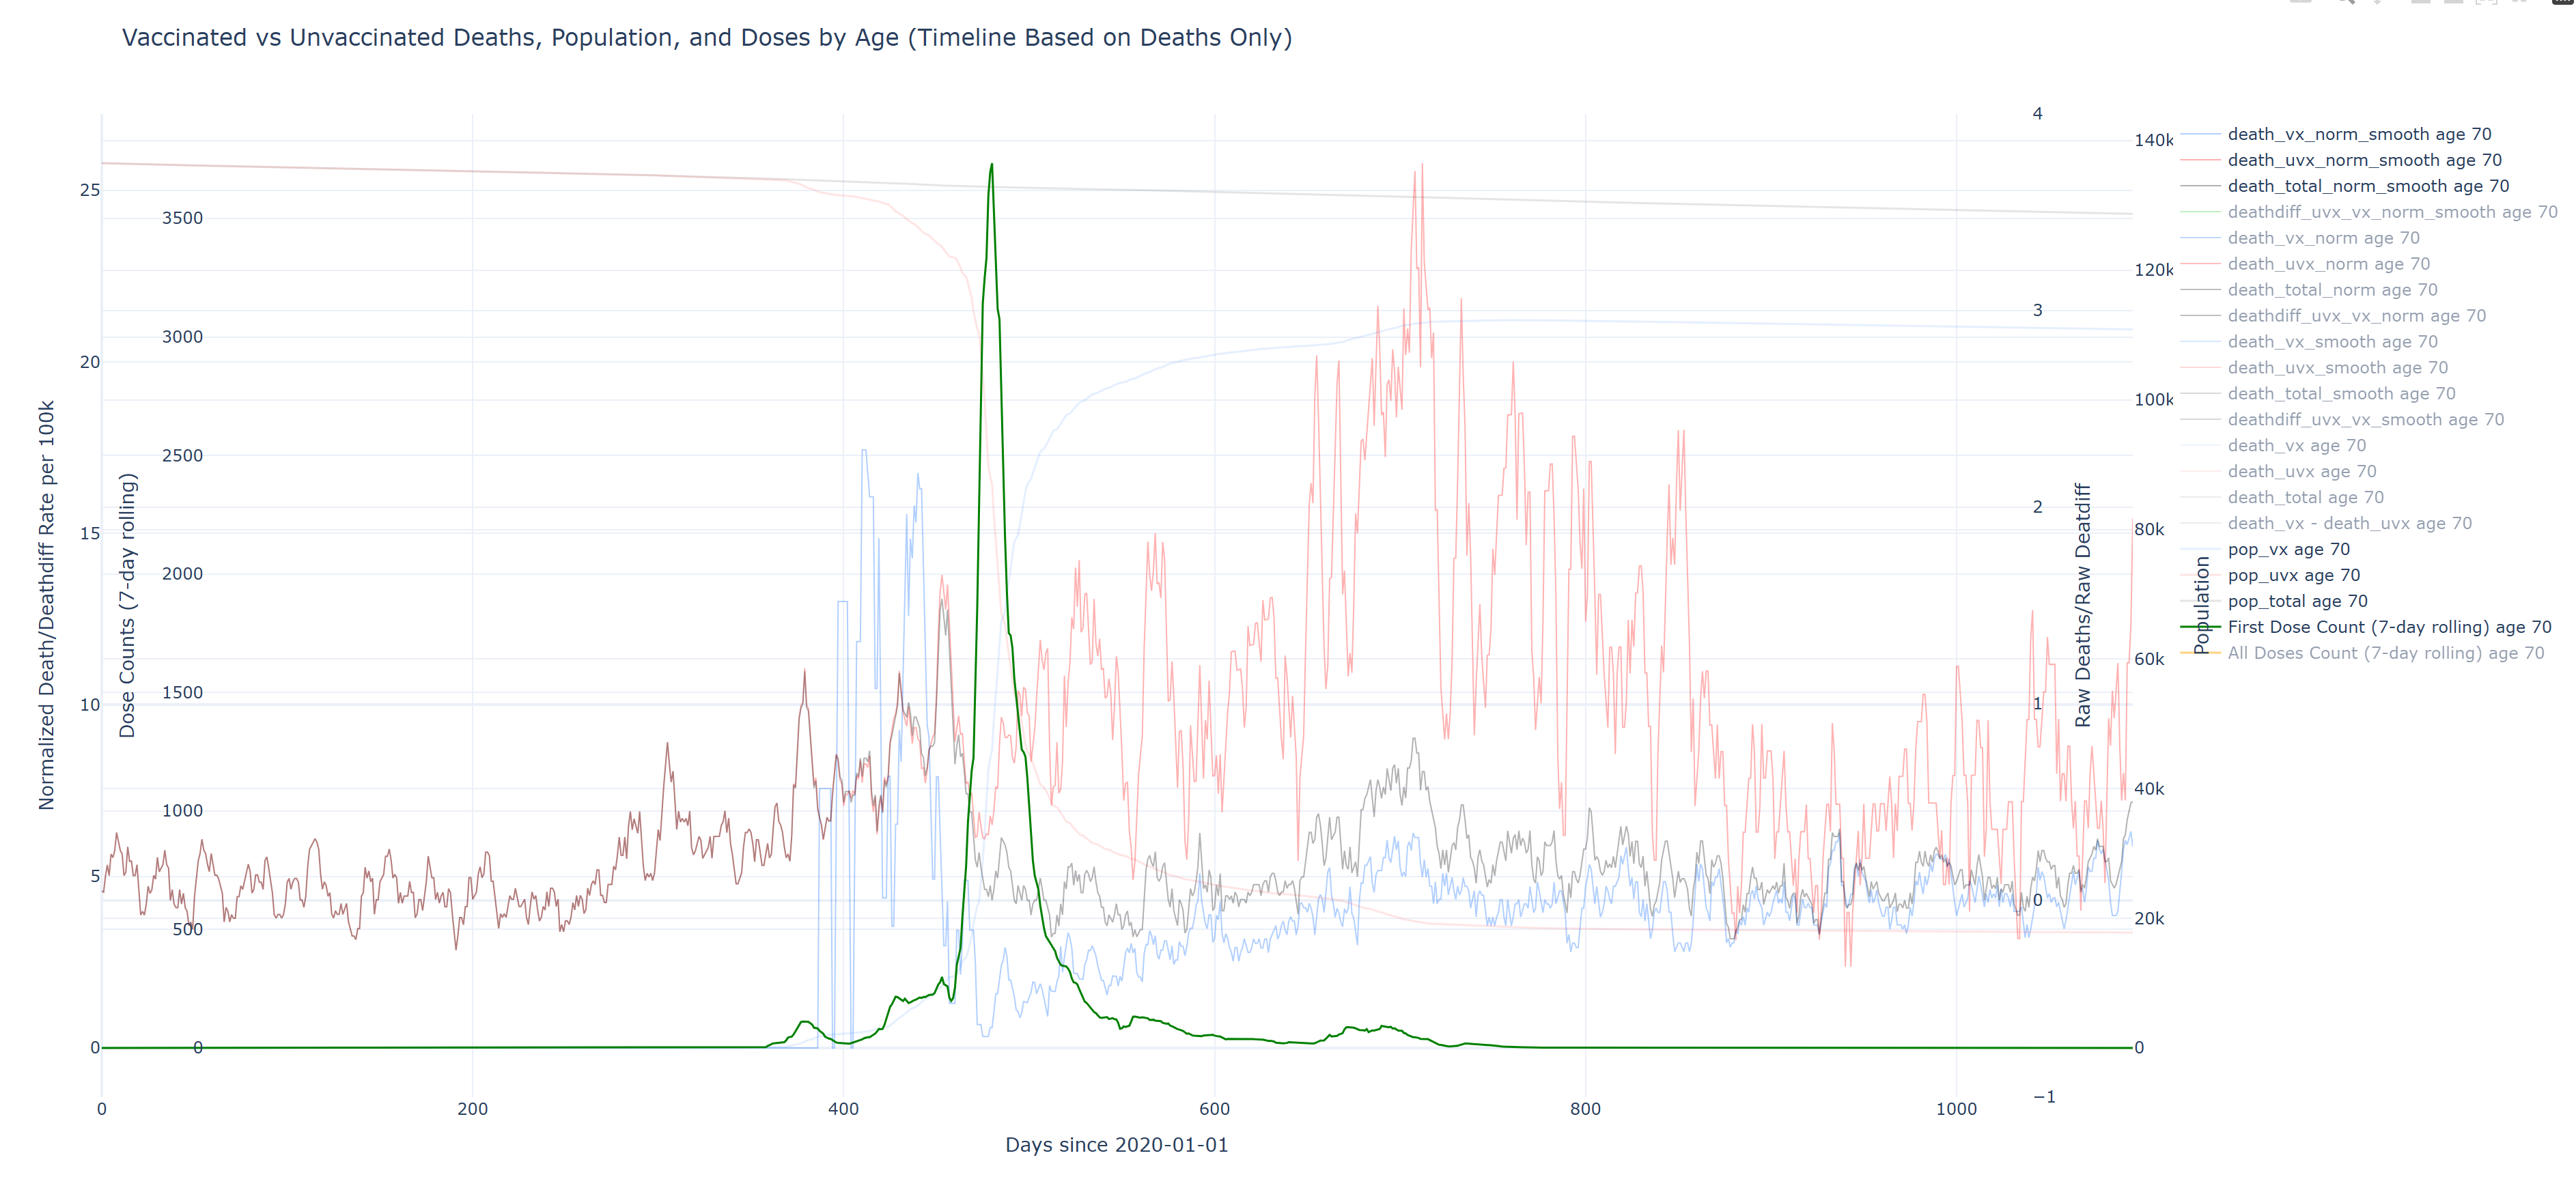 Vaccinated vs Unvaccinated Deaths, Population, and Doses by Age (Timeline Based on Deaths Only)
Normalized Death/Deathdiff Rate per 100k
25
20
15
10
5
0
Dose Counts (7-day rolling)
3500
3000
2500
2000
1500
1000
500
0
0
200
400
600
800
1000
Days since 2020-01-01
4
3
2
1
0
−1
Raw Deaths/Raw Deatdiff
140k
120k
100k
80k
60k
40k
20k
0
Population
death_vx_norm_smooth age 70
death_uvx_norm_smooth age 70
death_total_norm_smooth age 70
deathdiff_uvx_vx_norm_smooth age 70
death_vx_norm age 70
death_uvx_norm age 70
death_total_norm age 70
deathdiff_uvx_vx_norm age 70
death_vx_smooth age 70
death_uvx_smooth age 70
death_total_smooth age 70
deathdiff_uvx_vx_smooth age 70
death_vx age 70
death_uvx age 70
death_total age 70
death_vx - death_uvx age 70
pop_vx age 70
pop_uvx age 70
pop_total age 70
First Dose Count (7-day rolling) age 70
All Doses Count (7-day rolling) age 70